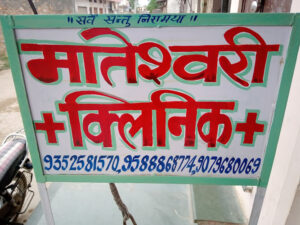 "सर्वे सन्तु निरामया"
मातेश्वरी
+क्लिनिक+
9352581570,9588868774,9079680069